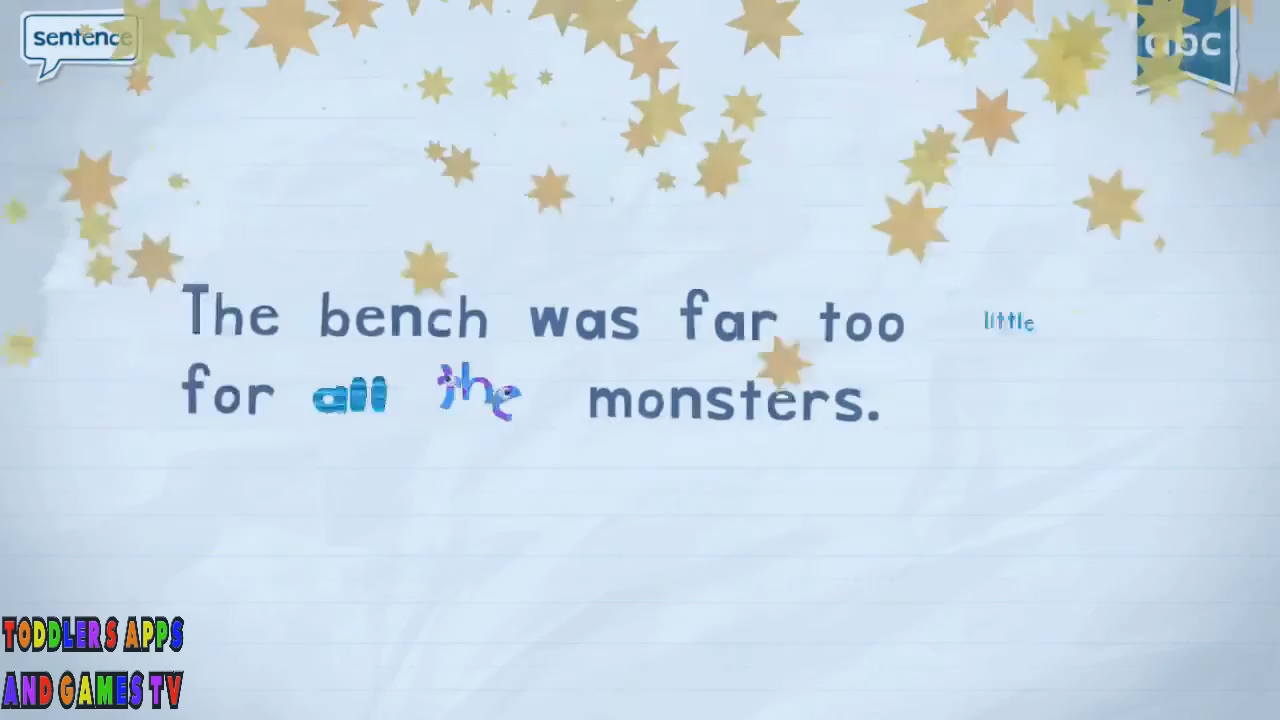 sentence
abc
The bench was far too little
for all the monsters.
TODDLERS APPS
AND GAMES TV